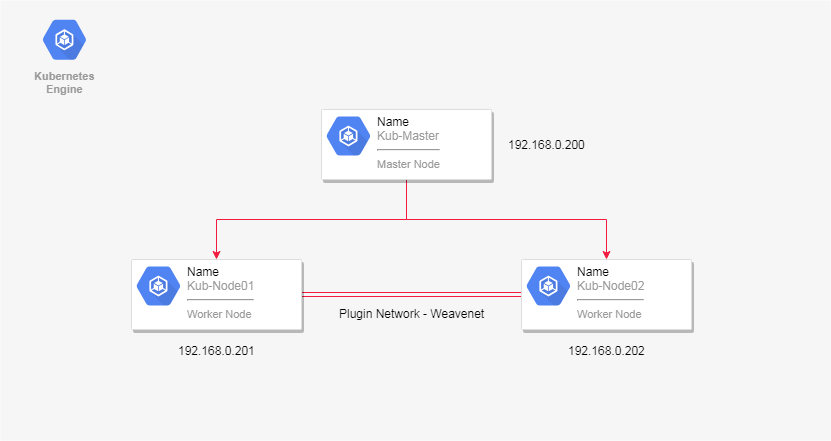 Kubernetes
Engine
Name
Kub-Master
Master Node
192.168.0.200
Name
Kub-Node01
Worker Node
192.168.0.201
Plugin Network - Weavenet
Name
Kub-Node02
Worker Node
192.168.0.202